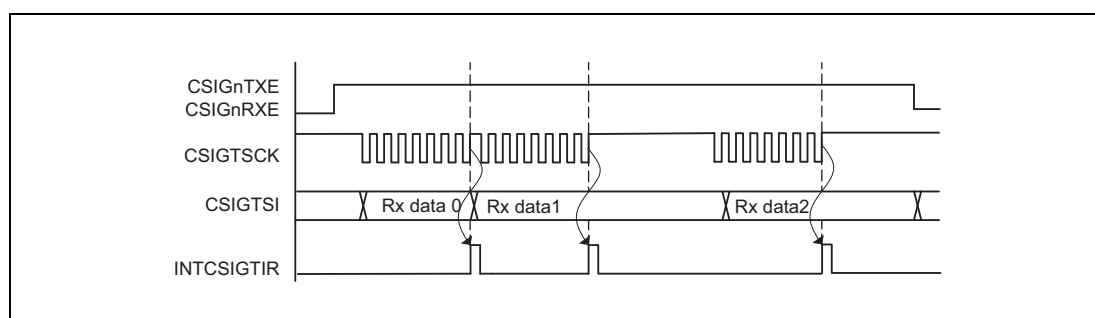 CSIGnTXE
CSIGnRXE
CSIGTSCK
CSIGTSI
Rx data 0 Rx data1 Rx data2
INTCSIGTIR